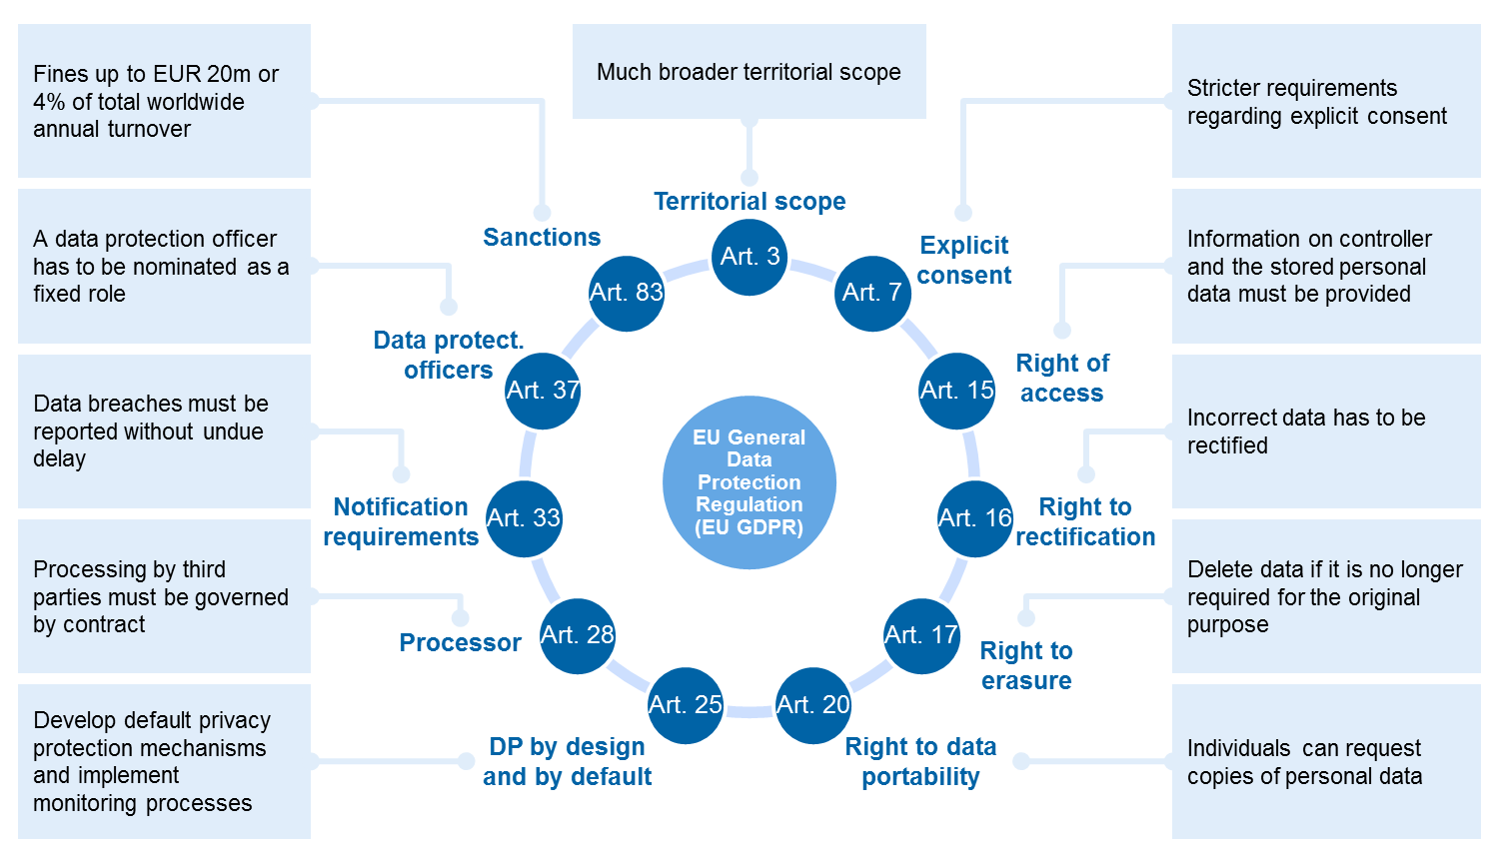 Fines up to EUR 20m or
4% of total worldwide
annual turnover
Much broader territorial scope
Stricter requirements
regarding explicit consent
A data protection officer
has to be nominated as a
fixed role
Information on controller
and the stored personal
data must be provided
Data breaches must be
reported without undue
delay
Incorrect data has to be
rectified
Processing by third
parties must be governed
by contract
Delete data if it is no longer
required for the original
purpose
Develop default privacy
protection mechanisms
and implement
monitoring processes
Individuals can request
copies of personal data
Territorial scope
Art. 3
Explicit
consent
Art. 7
Right of
access
Art. 15
Right to
rectification
Art. 16
Right to
erasure
Art. 17
Right to data
portability
Art. 20
DP by design
and by default
Art. 25
Processor
Art. 28
Notification
requirements
Art. 33
Data protect.
officers
Art. 37
Sanctions
Art. 83
EU General
Data
Protection
Regulation
(EU GDPR)